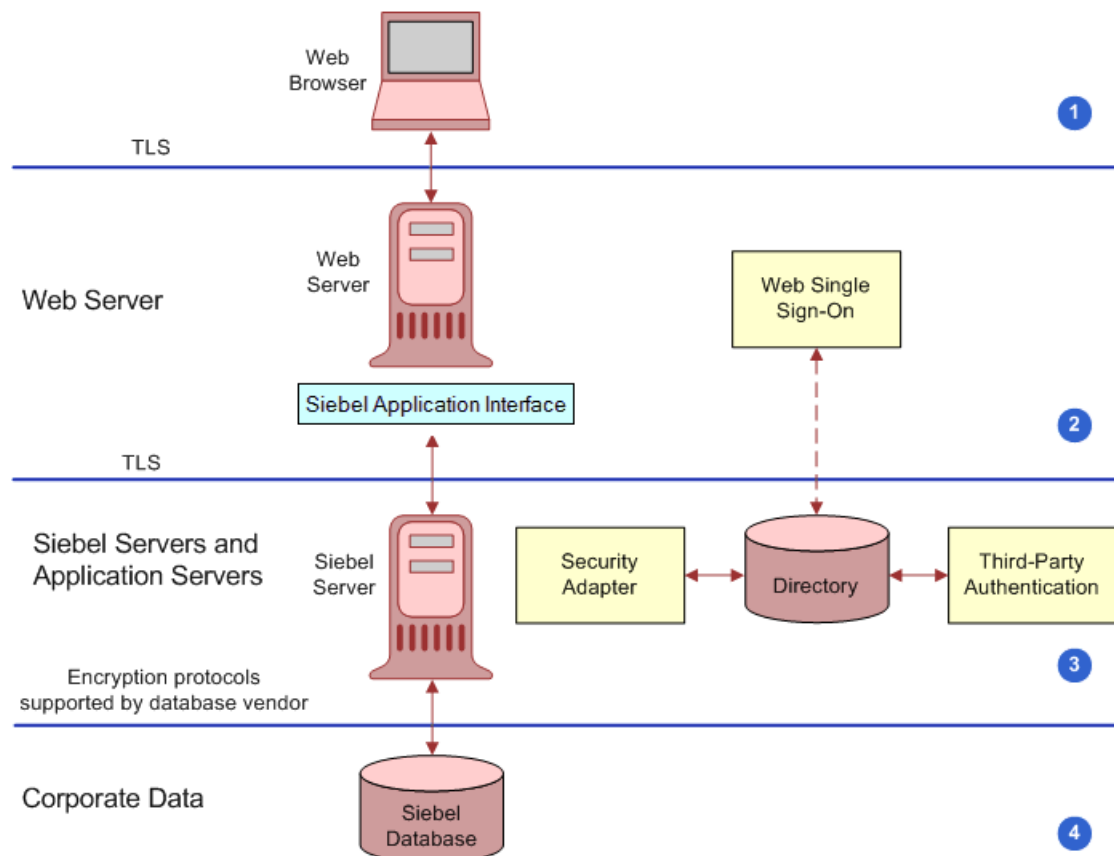 Web
Browser
1
TLS
Web
Server
Web Server
Web Single
Sign-On
Siebel Application Interface
2
TLS
Siebel Servers and
Application Servers
Siebel
Server
Security
Adapter
Directory
Third-Party
Authentication
3
Encryption protocols
supported by database vendor
Corporate Data
Siebel
Database
4